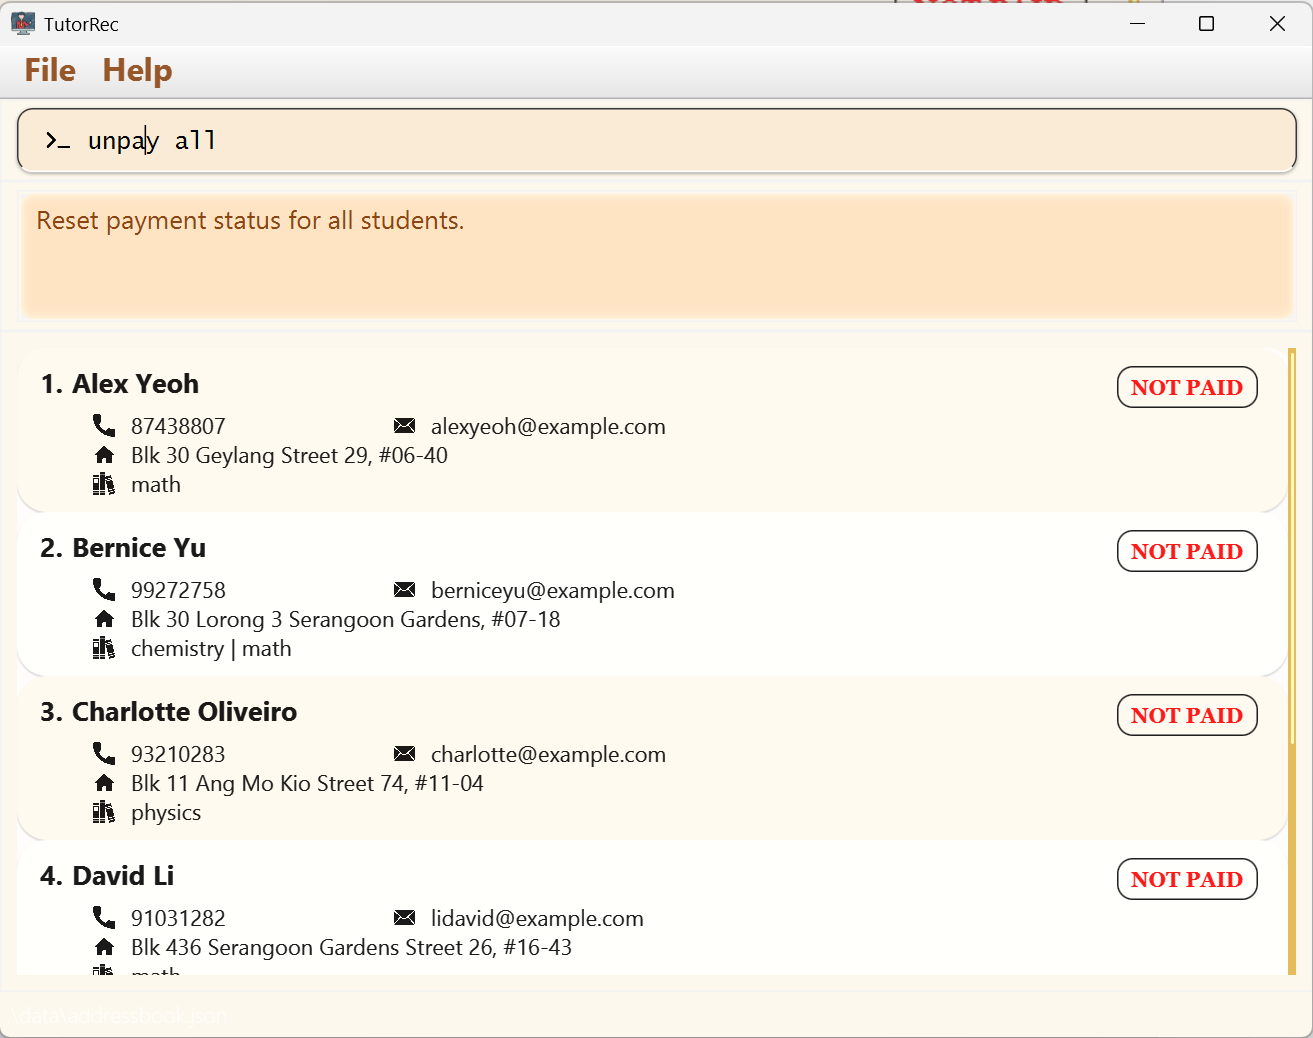 TutorRec
File Help
>_ unpay all
Reset payment status for all students.
1. Alex Yeoh NOT PAID
87438807 alexyeoh@example.com
Blk 30 Geylang Street 29, #06-40
math
2. Bernice Yu NOT PAID
99272758 berniceyu@example.com
Blk 30 Lorong 3 Serangoon Gardens, #07-18
chemistry | math
3. Charlotte Oliveiro NOT PAID
93210283 charlotte@example.com
Blk 11 Ang Mo Kio Street 74, #11-04
physics
4. David Li NOT PAID
91031282 lidavid@example.com
Blk 436 Serangoon Gardens Street 26, #16-43
math
.\data\addressbook.json